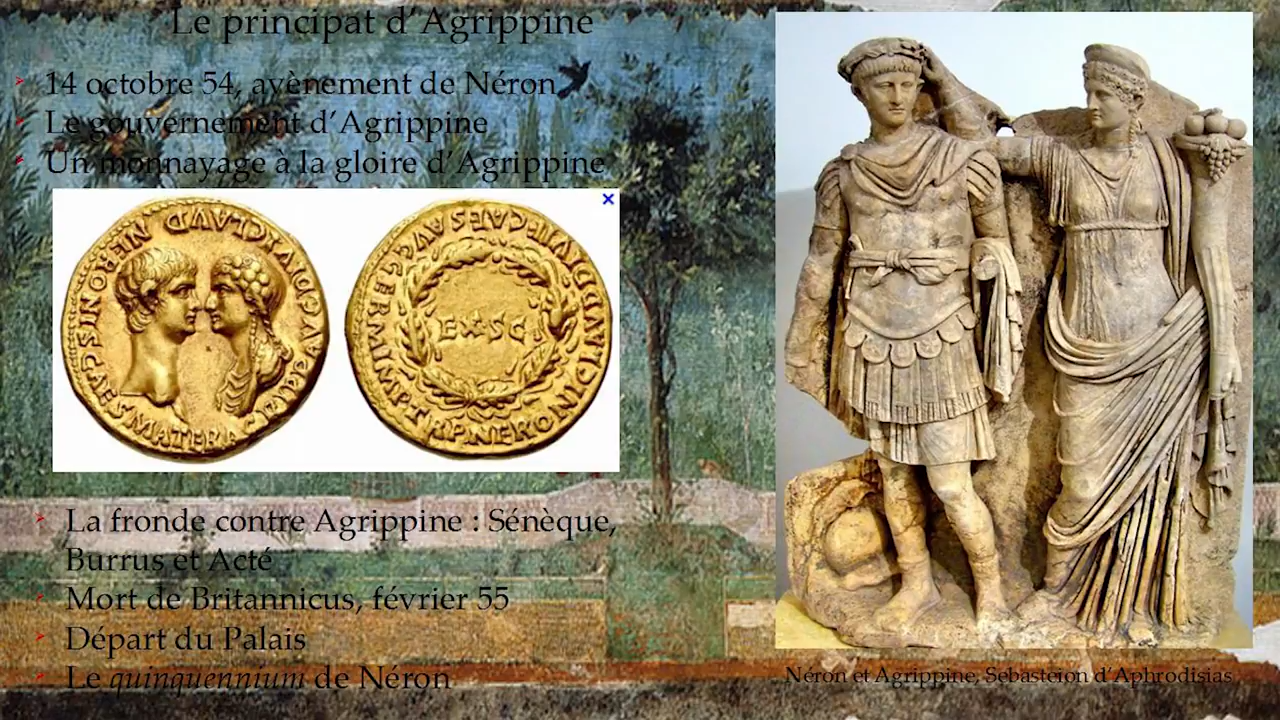 Le principat d'Agrippine
14 octobre 54, avènement de Néron
Le gouvernement d'Agrippine
Un monnayage à la gloire d'Agrippine
EX SC
La fronde contre Agrippine : Sénèque,
Burrus et Acté
Mort de Britannicus, février 55
Départ du Palais
Le quinquennium de Néron
Néron et Agrippine, Sebasteion d'Aphrodisias